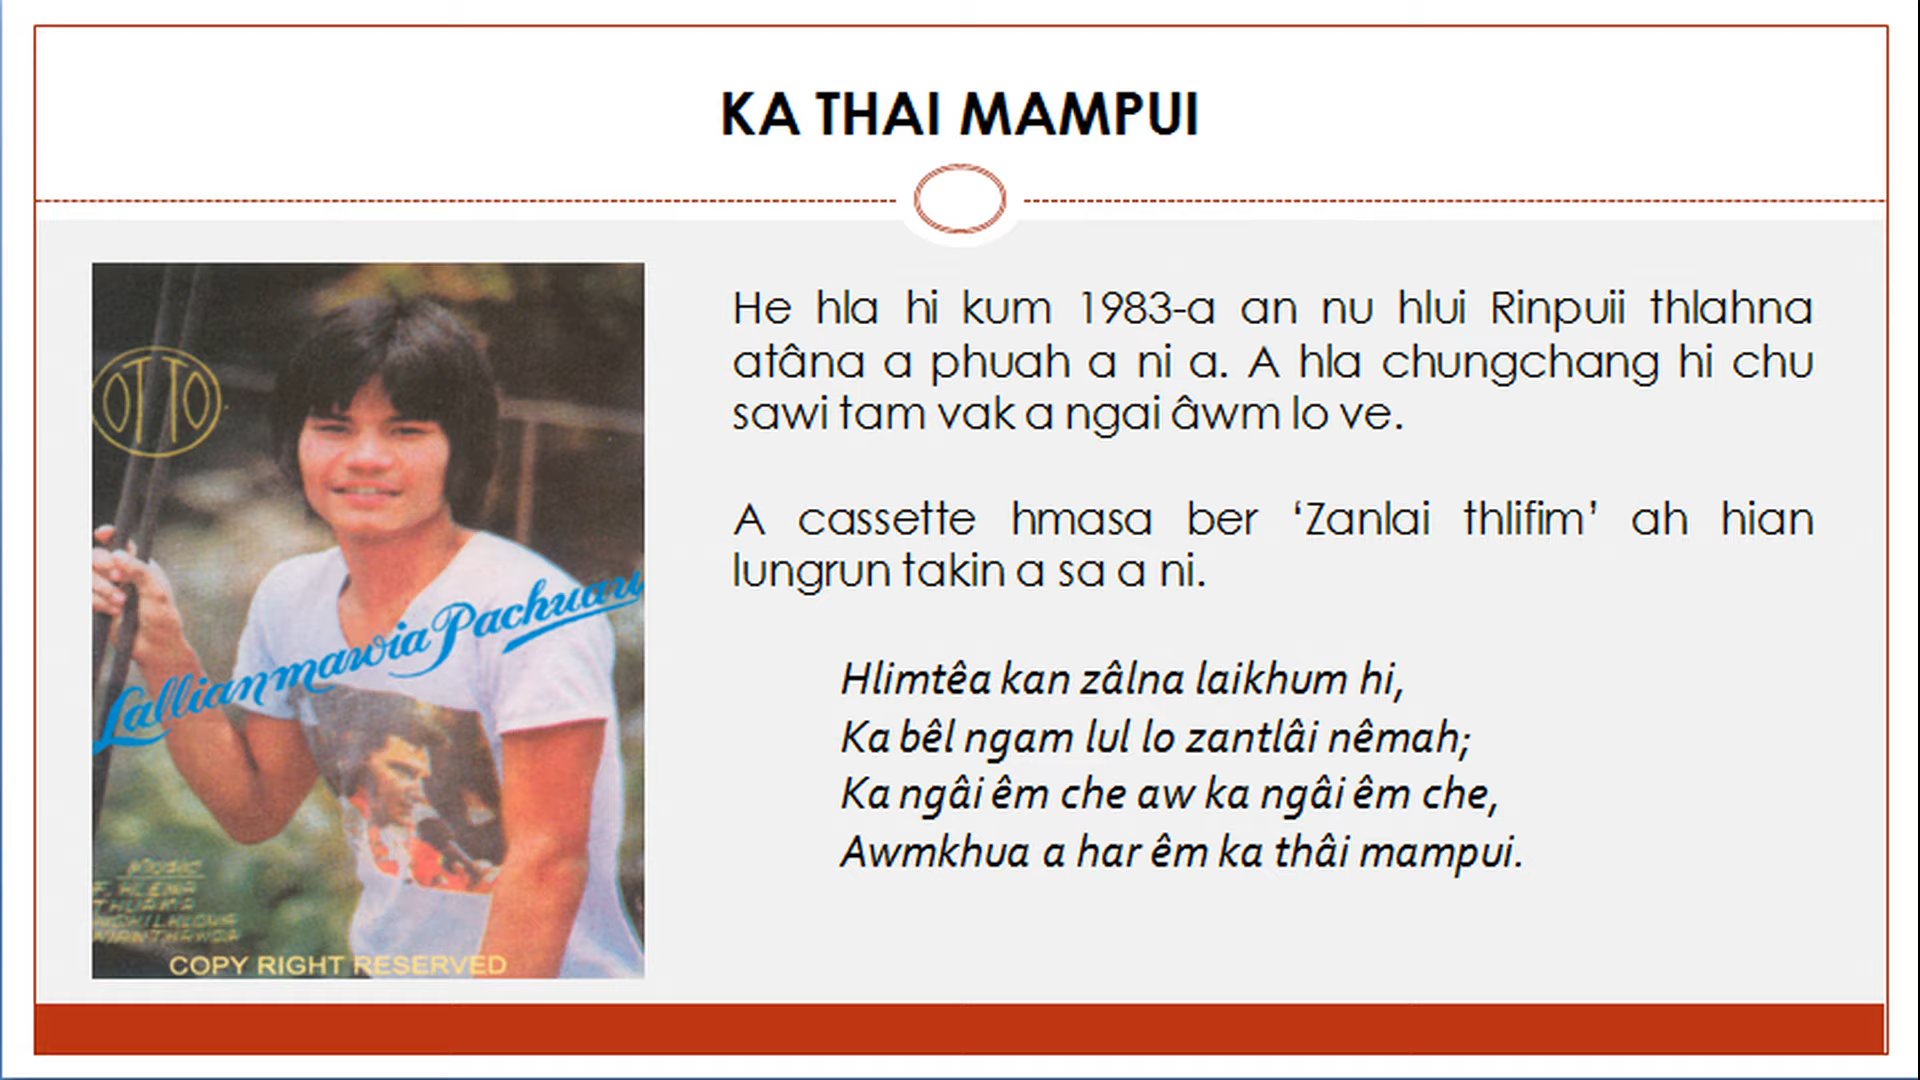 KA THAI MAMPUI
He hla hi kum 1983-a an nu hlui Rinpuii thlahna
atâna a phuah a ni a. A hla chungchang hi chu
sawi tam vak a ngai âwm lo ve.
A cassette hmasa ber ‘Zanlai thlifim’ ah hian
lungrun takin a sa a ni.
Hlimtêa kan zâlna laikhum hi,
Ka bêl ngam lul lo zantlâi nêmah;
Ka ngâi êm che aw ka ngâi êm che,
Awmkhua a har êm ka thâi mampui.
OTTO
Lallianmawia Pachuau
Music
F. HLENA
THUAMA
COPY RIGHT RESERVED